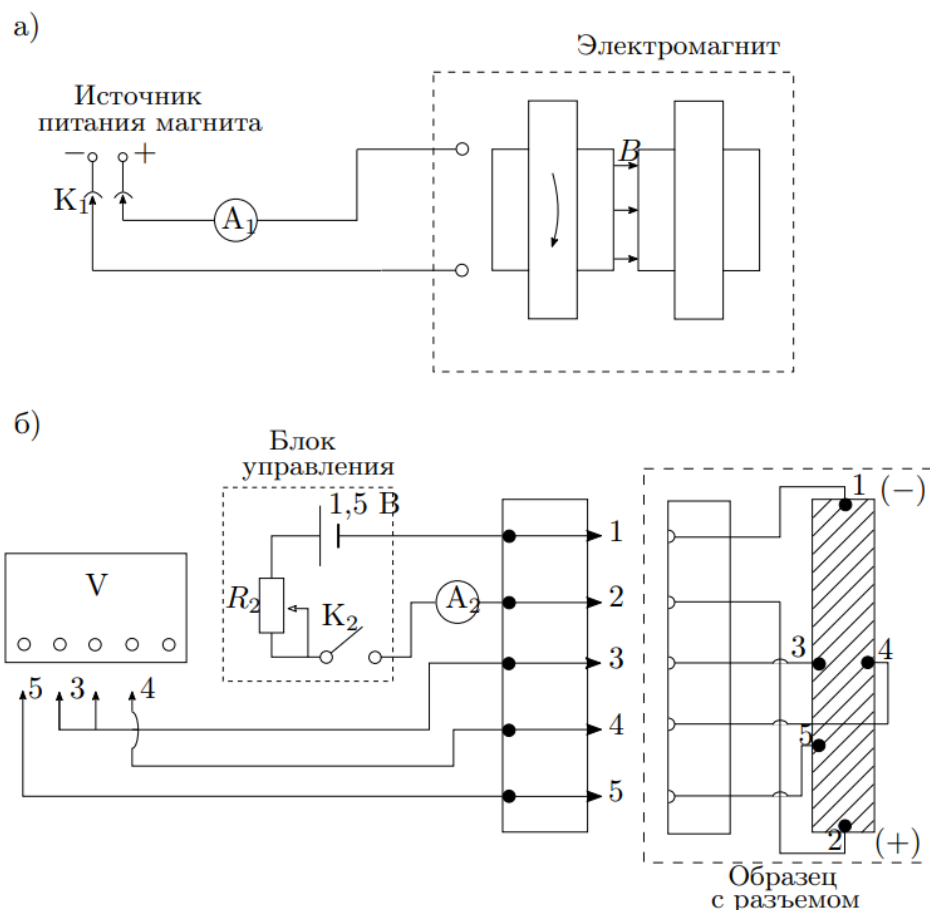 а)
Электромагнит
Источник
питания магнита
− +
K₁
A₁
B
б)
Блок
управления
1,5 В
R₂
K₂
A₂
V
5 3 4
1
2
3
4
5
1 (−)
3
4
5
2 (+)
Образец
с разъемом